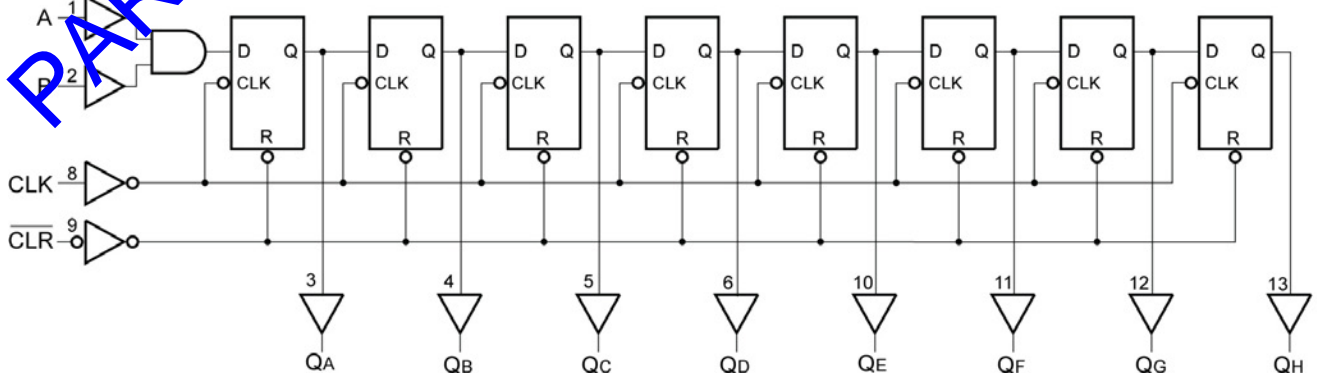 PAR
A 1
2
D Q D Q D Q D Q D Q D Q D Q D Q
CLK CLK CLK CLK CLK CLK CLK CLK
R R R R R R R R
CLK 8
CLR 9
3 4 5 6 10 11 12 13
QA QB QC QD QE QF QG QH